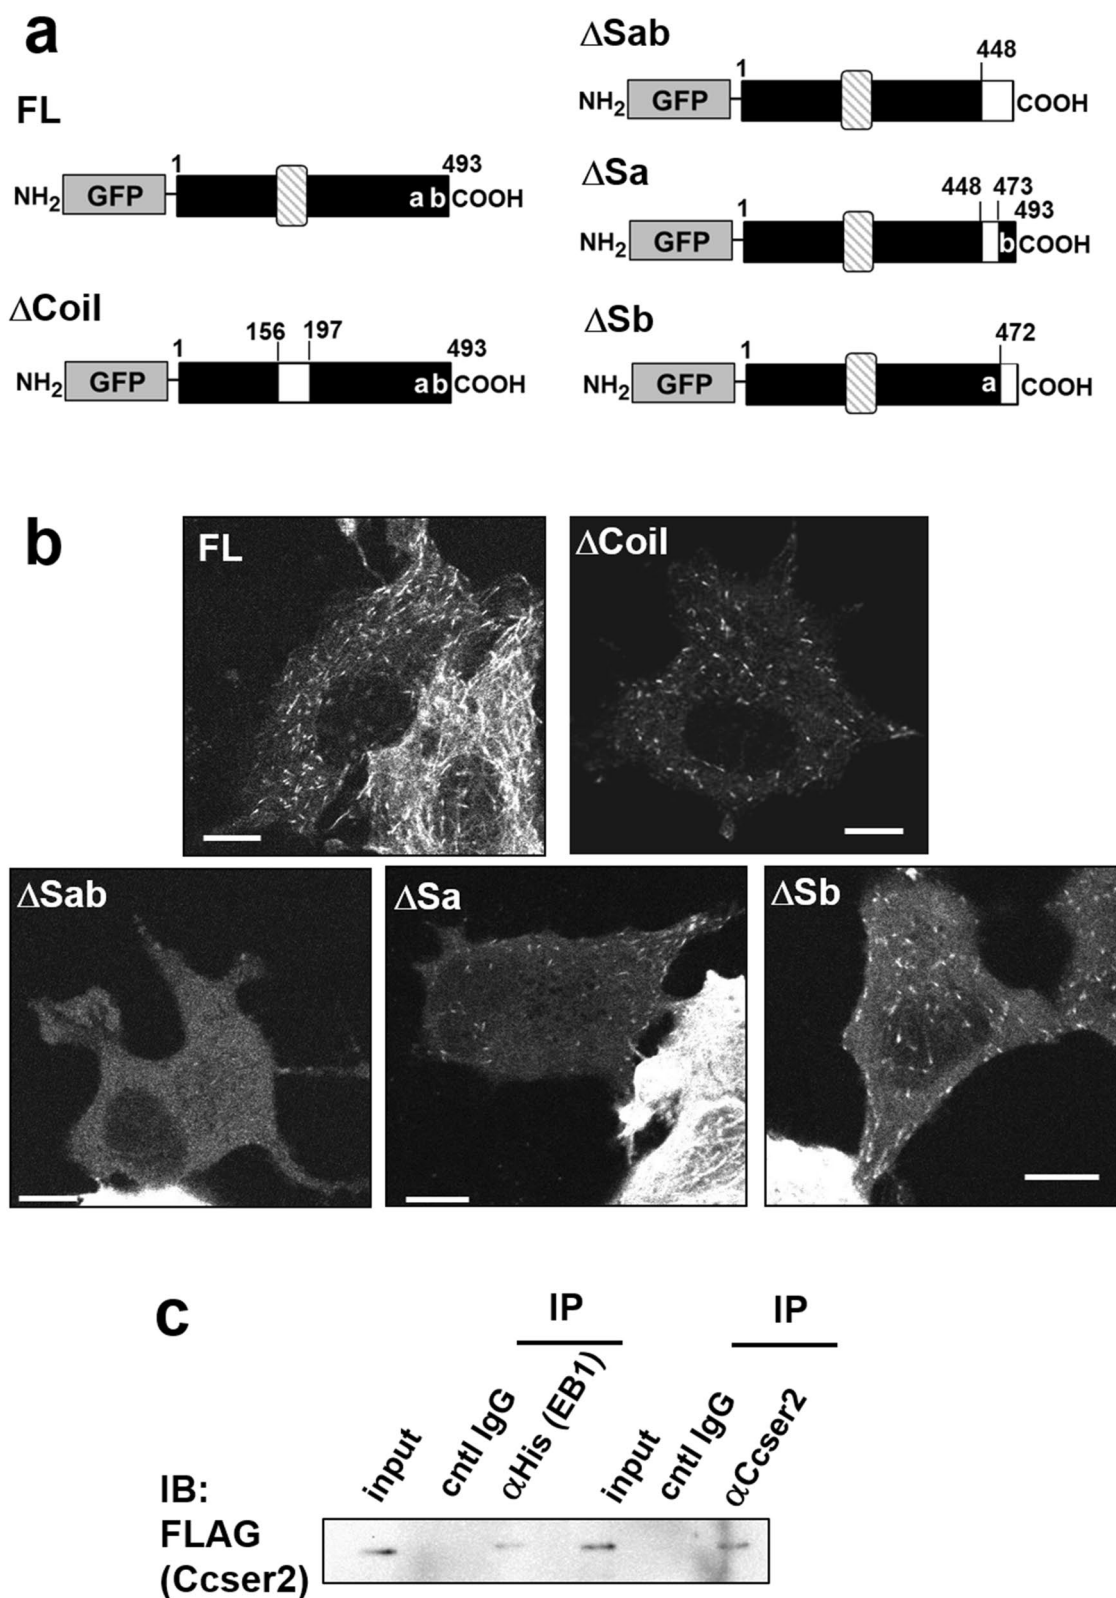 a
FL
1
493
NH2 GFP a b COOH
ΔCoil
1
156
197
493
NH2 GFP a b COOH
ΔSab
1
448
NH2 GFP COOH
ΔSa
1
448
473
493
NH2 GFP b COOH
ΔSb
1
472
NH2 GFP a COOH
b
FL
ΔCoil
ΔSab
ΔSa
ΔSb
c
IP
IP
input
cntl IgG
αHis (EB1)
input
cntl IgG
αCcser2
IB:
FLAG
(Ccser2)